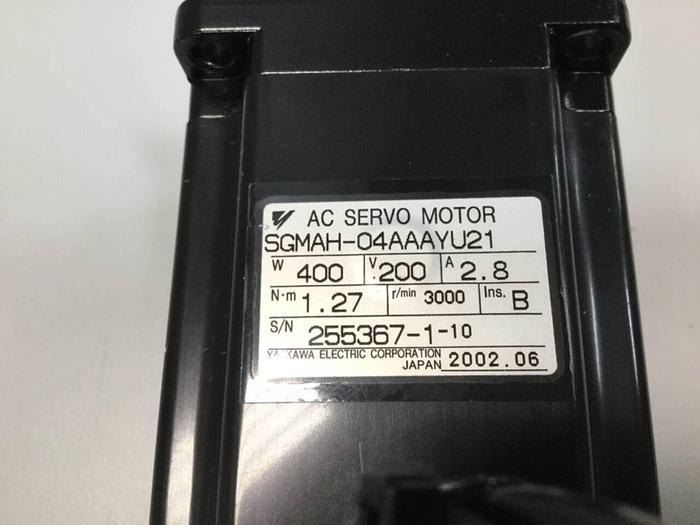 AC SERVO MOTOR
SGMAH-04AAAYU21
W 400 V 200 A 2.8
N·m 1.27 r/min 3000 Ins. B
S/N 255367-1-10
ELECTRIC CORPORATION
JAPAN 2002.06